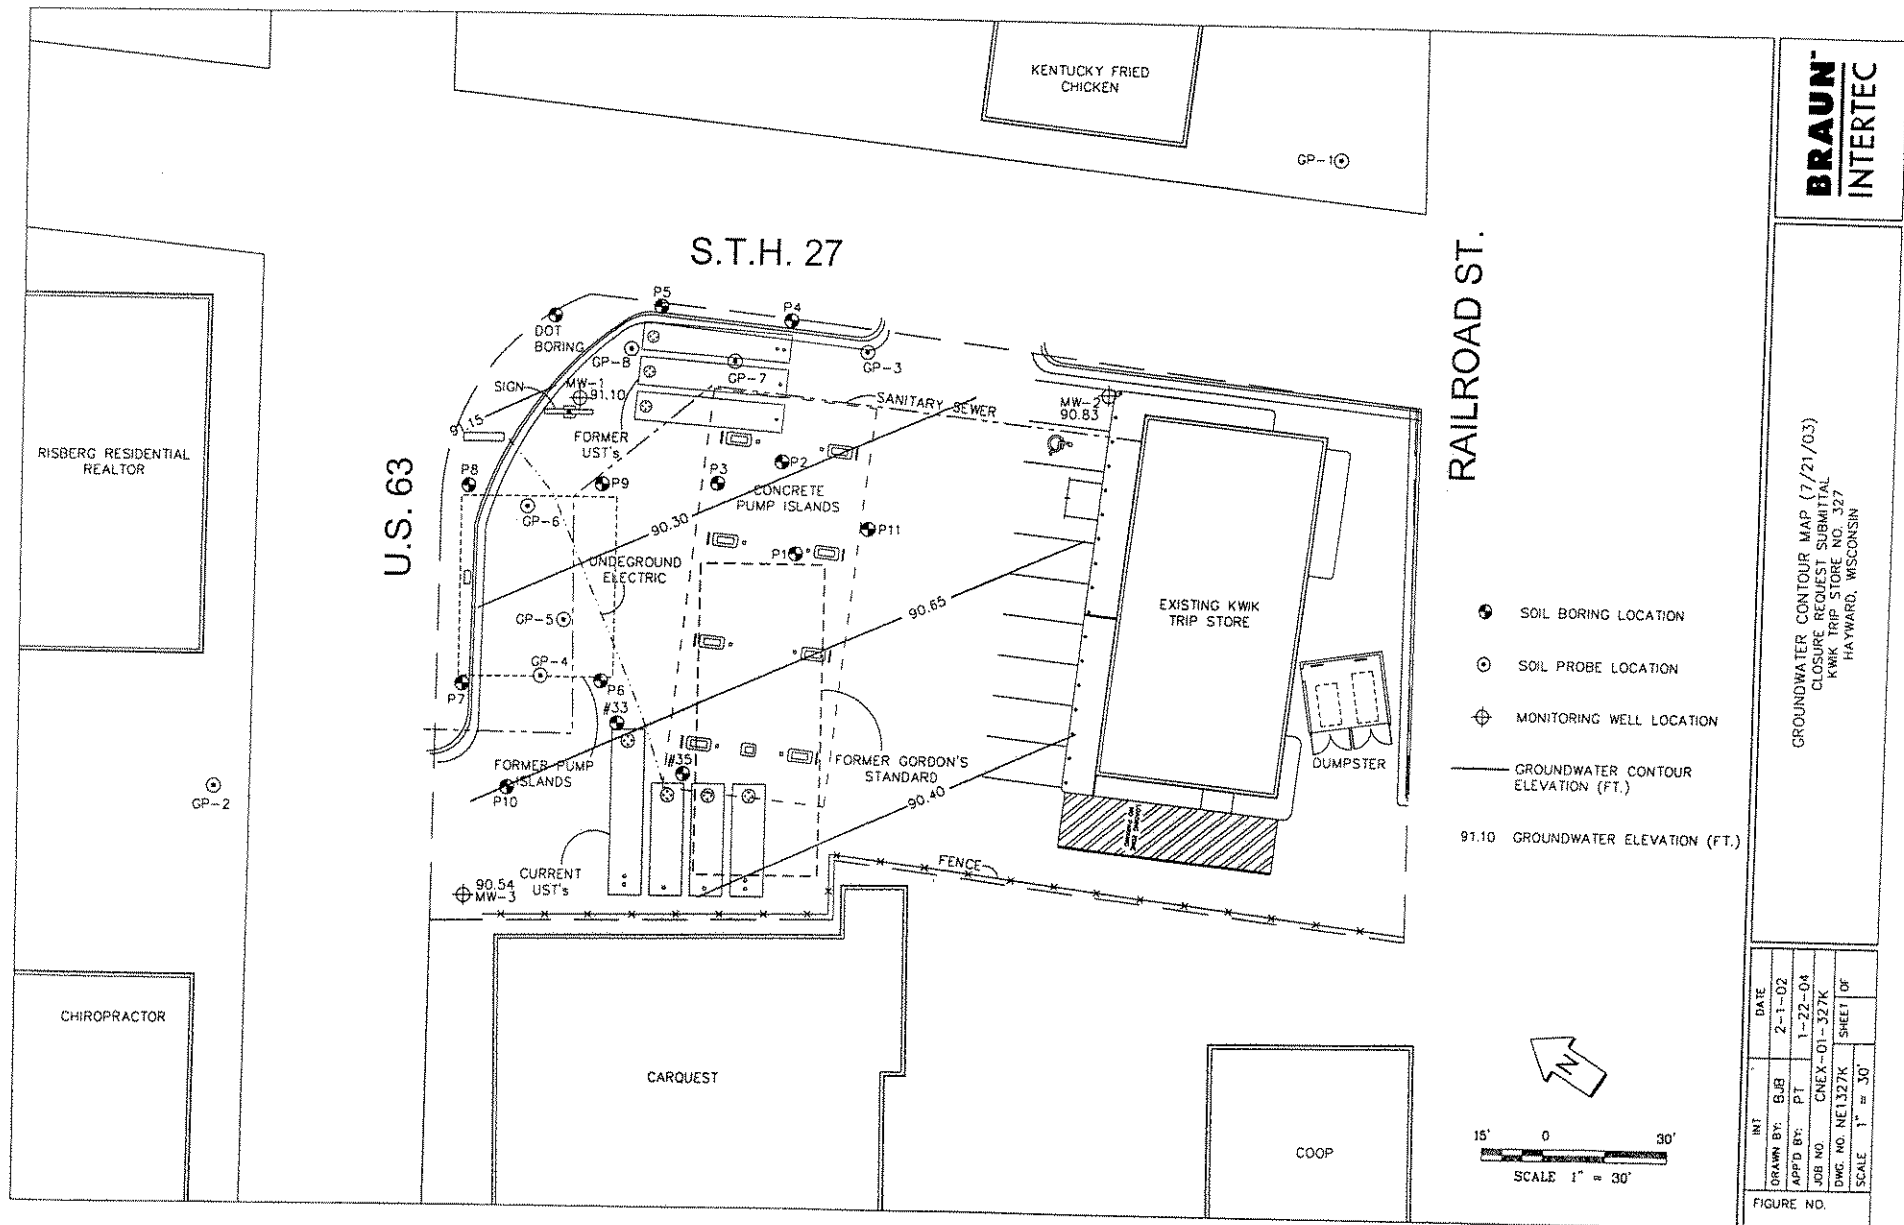 KENTUCKY FRIED
CHICKEN
GP-1
S.T.H. 27
RAILROAD ST.
U.S. 63
RISBERG RESIDENTIAL
REALTOR
P5
P4
DOT
BORING
GP-8
GP-7
GP-3
SIGN
MW-1
91.10
91.15
SANITARY SEWER
MW-2
90.83
FORMER
UST's
P8
P9
P3
P2
CONCRETE
PUMP ISLANDS
GP-6
90.30
P11
P1
UNDEGROUND
ELECTRIC
90.65
GP-5
GP-4
EXISTING KWIK
TRIP STORE
P7
P6
#33
#35
FORMER PUMP
ISLANDS
P10
FORMER GORDON'S
STANDARD
90.40
DUMPSTER
GP-2
CURRENT
UST's
90.54
MW-3
FENCE
CHIROPRACTOR
CARQUEST
COOP
SOIL BORING LOCATION
SOIL PROBE LOCATION
MONITORING WELL LOCATION
GROUNDWATER CONTOUR
ELEVATION (FT.)
91.10 GROUNDWATER ELEVATION (FT.)
N
15' 0 30'
SCALE 1" = 30'
BRAUN™
INTERTEC
GROUNDWATER CONTOUR MAP (7/21/03)
CLOSURE REQUEST SUBMITTAL
KWIK TRIP STORE NO. 327
HAYWARD, WISCONSIN
INT DATE
DRAWN BY: BJB 2-1-02
APP'D BY: PT 1-22-04
JOB NO. CNEX-01-327K
DWG. NO. NE1327K SHEET OF
SCALE 1" = 30'
FIGURE NO.